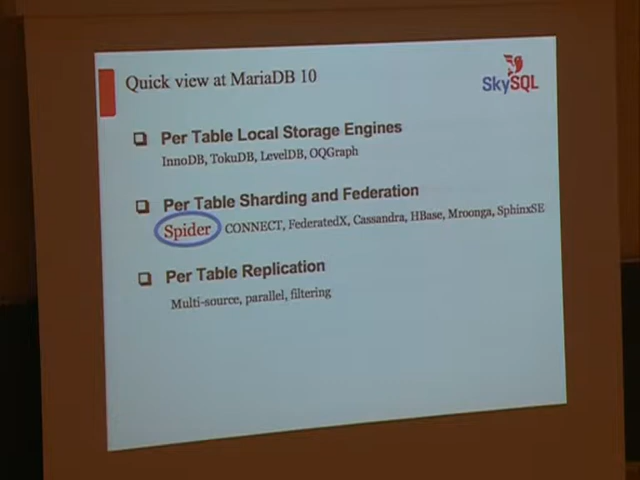 Quick view at MariaDB 10
SkySQL
Per Table Local Storage Engines
InnoDB, TokuDB, LevelDB, OQGraph
Per Table Sharding and Federation
Spider CONNECT, FederatedX, Cassandra, HBase, Mroonga, SphinxSE
Per Table Replication
Multi-source, parallel, filtering